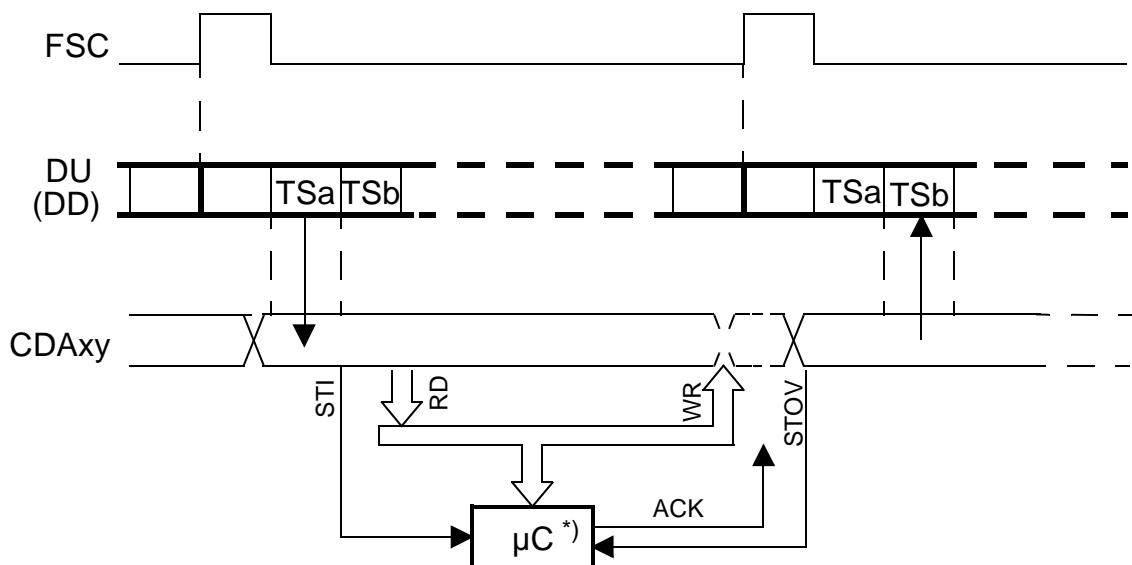 FSC
DU
(DD)
TSa TSb
TSa TSb
CDAxy
STI
RD
WR
STOV
ACK
µC *)